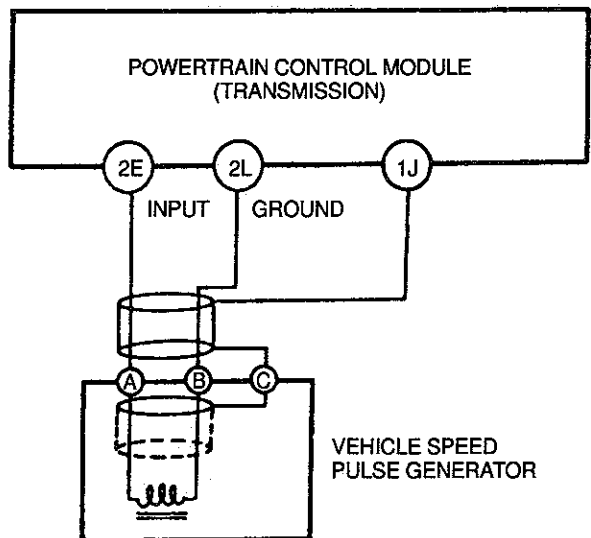 POWERTRAIN CONTROL MODULE
(TRANSMISSION)
2E
2L
1J
INPUT
GROUND
A
B
C
VEHICLE SPEED
PULSE GENERATOR